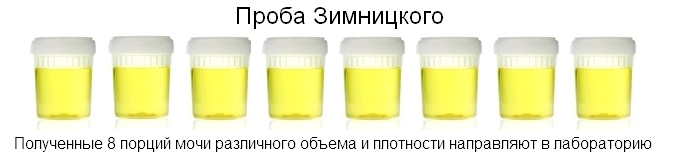 Проба Зимницкого
Полученные 8 порций мочи различного объема и плотности направляют в лабораторию